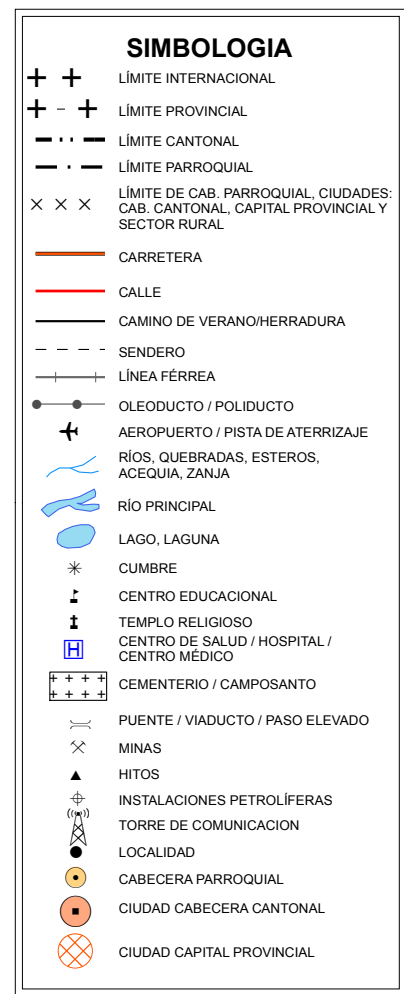 SIMBOLOGIA
LÍMITE INTERNACIONAL
LÍMITE PROVINCIAL
LÍMITE CANTONAL
LÍMITE PARROQUIAL
LÍMITE DE CAB. PARROQUIAL, CIUDADES:
CAB. CANTONAL, CAPITAL PROVINCIAL Y
SECTOR RURAL
CARRETERA
CALLE
CAMINO DE VERANO/HERRADURA
SENDERO
LÍNEA FÉRREA
OLEODUCTO / POLIDUCTO
AEROPUERTO / PISTA DE ATERRIZAJE
RÍOS, QUEBRADAS, ESTEROS,
ACEQUIA, ZANJA
RÍO PRINCIPAL
LAGO, LAGUNA
CUMBRE
CENTRO EDUCACIONAL
TEMPLO RELIGIOSO
H CENTRO DE SALUD / HOSPITAL /
CENTRO MÉDICO
CEMENTERIO / CAMPOSANTO
PUENTE / VIADUCTO / PASO ELEVADO
MINAS
HITOS
INSTALACIONES PETROLÍFERAS
TORRE DE COMUNICACION
LOCALIDAD
CABECERA PARROQUIAL
CIUDAD CABECERA CANTONAL
CIUDAD CAPITAL PROVINCIAL